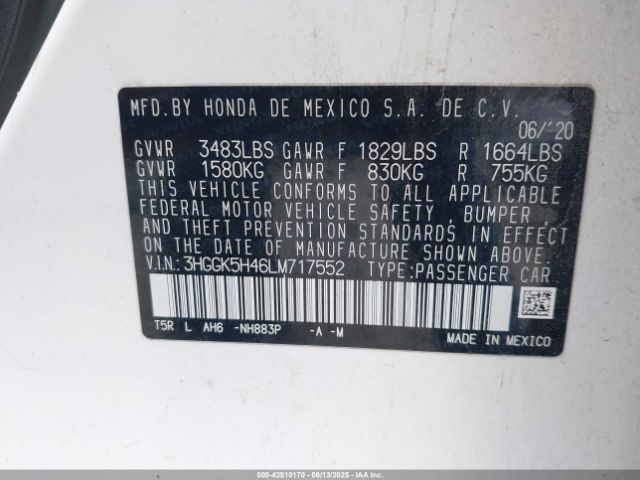 MFD. BY HONDA DE MEXICO S.A. DE C.V.
06/'20
GVWR 3483LBS GAWR F 1829LBS R 1664LBS
GVWR 1580KG GAWR F 830KG R 755KG
THIS VEHICLE CONFORMS TO ALL APPLICABLE
FEDERAL MOTOR VEHICLE SAFETY, BUMPER
AND THEFT PREVENTION STANDARDS IN EFFECT
ON THE DATE OF MANUFACTURE SHOWN ABOVE.
V.I.N.: 3HGGK5H46LM717552 TYPE: PASSENGER CAR
T5R L AH6 -NH883P -A -M
MADE IN MEXICO
000-42510170 - 06/13/2025 - IAAI.COM